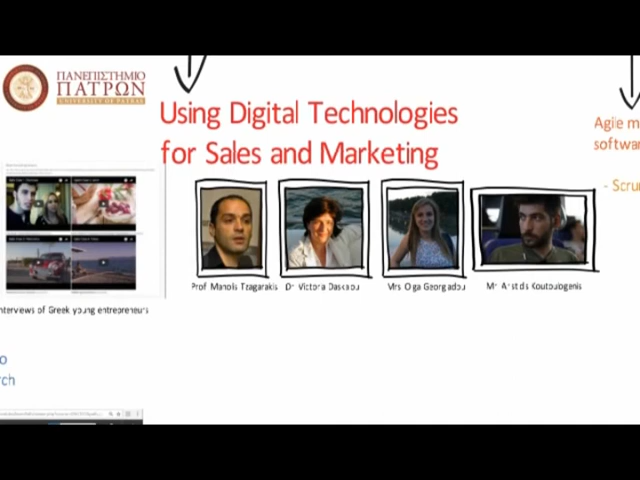 ΠΑΝΕΠΙΣΤΗΜΙΟ
ΠΑΤΡΩΝ
UNIVERSITY OF PATRAS
Using Digital Technologies
for Sales and Marketing
Agile m
softwar
- Scru
Prof Manolis Tzagarakis
Dr Victoria Daskalou
Mrs Olga Georgiadou
Mr Aristidis Koutoulogenis
nterviews of Greek young entrepreneurs
o
rch